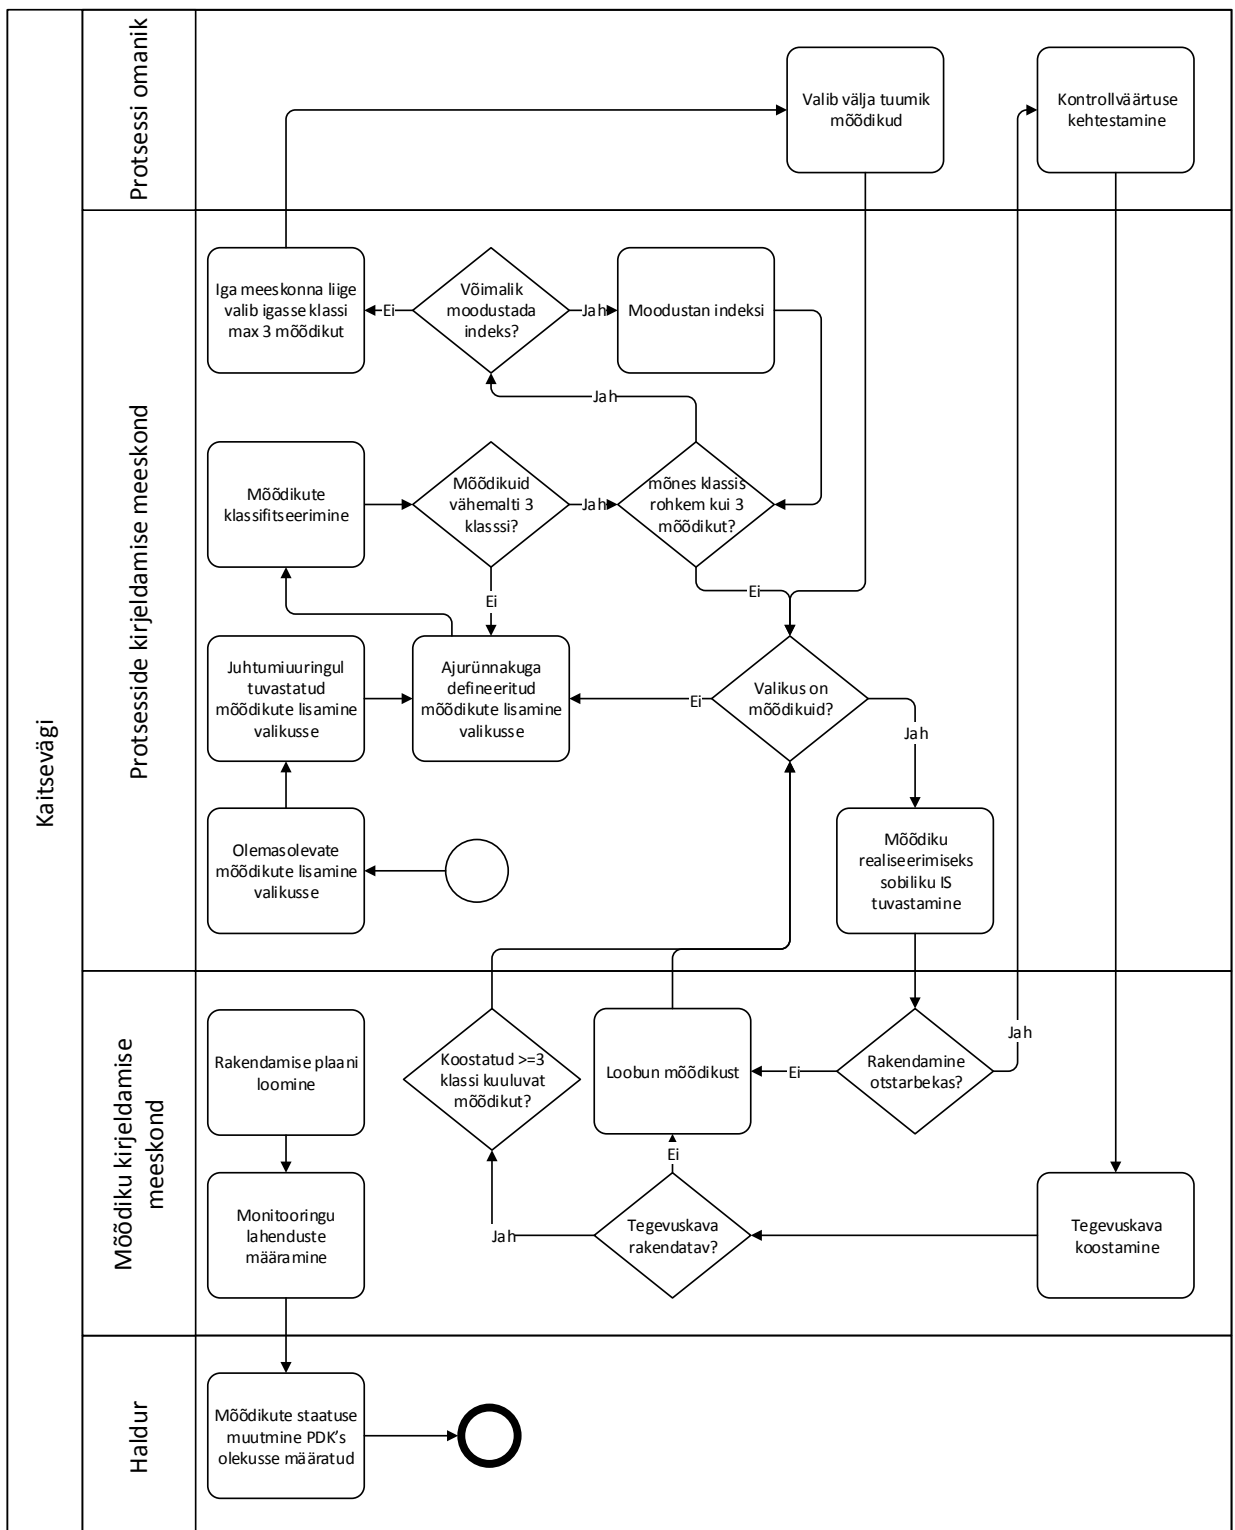 Kaitsevägi
Protsessi omanik
Valib välja tuumik
mõõdikud
Kontrollväärtuse
kehtestamine
Protsesside kirjeldamise meeskond
Iga meeskonna liige
valib igasse klassi
max 3 mõõdikut
Ei
Võimalik
moodustada
indeks?
Jah
Moodustan indeksi
Jah
Mõõdikute
klassifitseerimine
Mõõdikuid
vähemalti 3
klasssi?
Jah
mõnes klassis
rohkem kui 3
mõõdikut?
Ei
Ei
Juhtumiuuringul
tuvastatud
mõõdikute lisamine
valikusse
Ajurünnakuga
defineeritud
mõõdikute lisamine
valikusse
Ei
Valikus on
mõõdikuid?
Jah
Olemasolevate
mõõdikute lisamine
valikusse
Mõõdiku
realiseerimiseks
sobiliku IS
tuvastamine
Mõõdiku kirjeldamise
meeskond
Rakendamise plaani
loomine
Koostatud >=3
klassi kuuluvat
mõõdikut?
Loobun mõõdikust
Ei
Rakendamine
otstarbekas?
Jah
Ei
Monitooringu
lahenduste
määramine
Jah
Tegevuskava
rakendatav?
Tegevuskava
koostamine
Haldur
Mõõdikute staatuse
muutmine PDK's
olekusse määratud